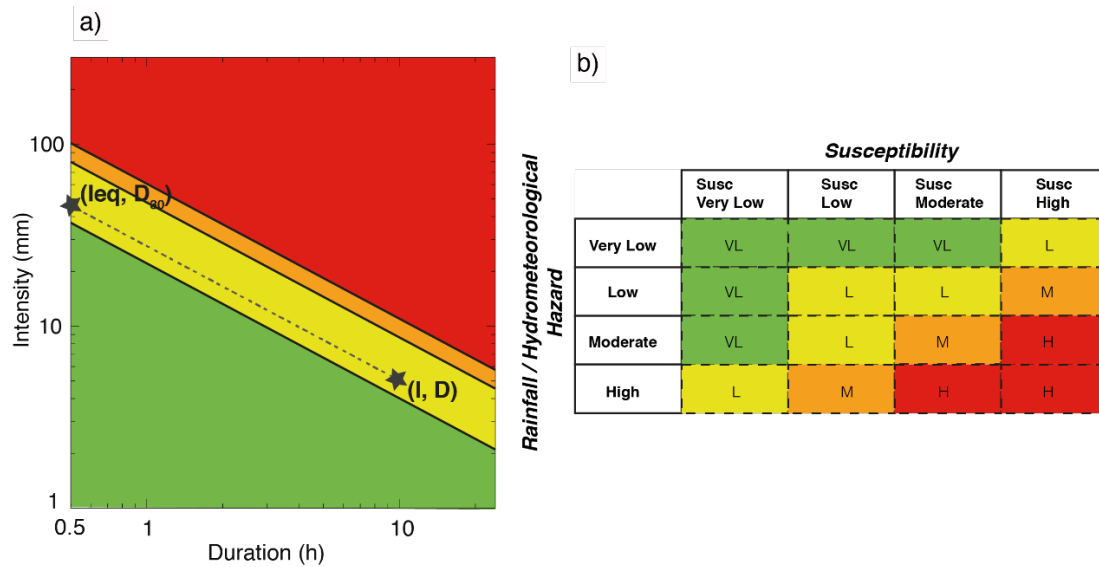 a)
100
10
1
Intensity (mm)
(Ieq, D30)
(I, D)
0.5
1
10
Duration (h)
b)
Susceptibility
Rainfall / Hydrometeorological
Hazard
Susc
Very Low
Susc
Low
Susc
Moderate
Susc
High
Very Low
VL
VL
VL
L
Low
VL
L
L
M
Moderate
VL
L
M
H
High
L
M
H
H